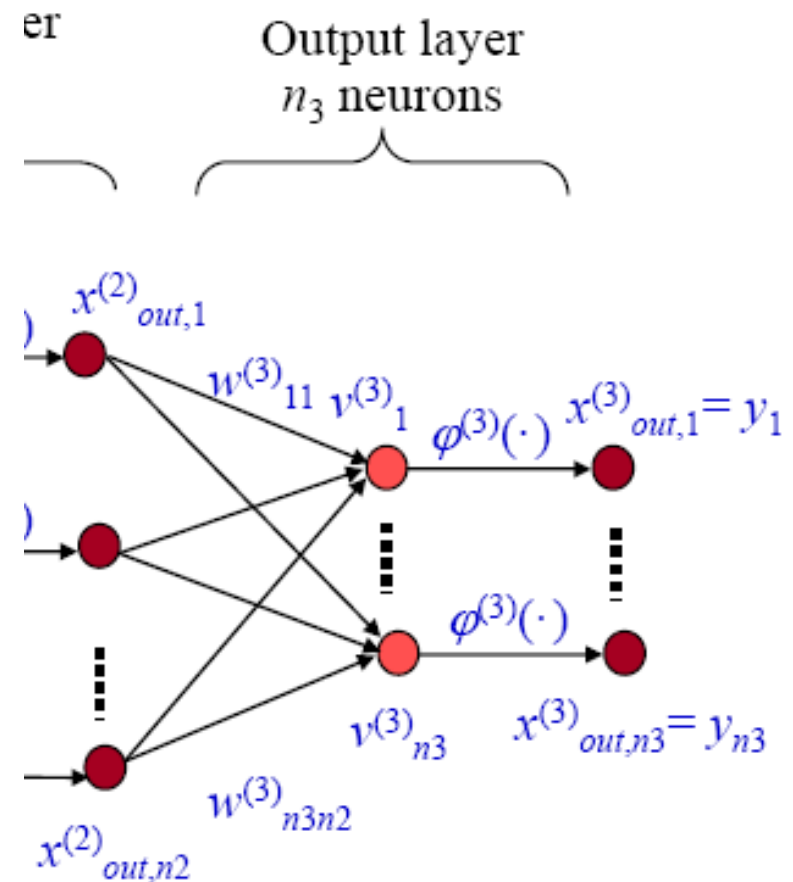 er
Output layer
n₃ neurons
x⁽²⁾out,1
)
w⁽³⁾11 v⁽³⁾1 φ⁽³⁾(·) x⁽³⁾out,1= y₁
)
φ⁽³⁾(·)
v⁽³⁾n3 x⁽³⁾out,n3= yn3
w⁽³⁾n3n2
x⁽²⁾out,n2